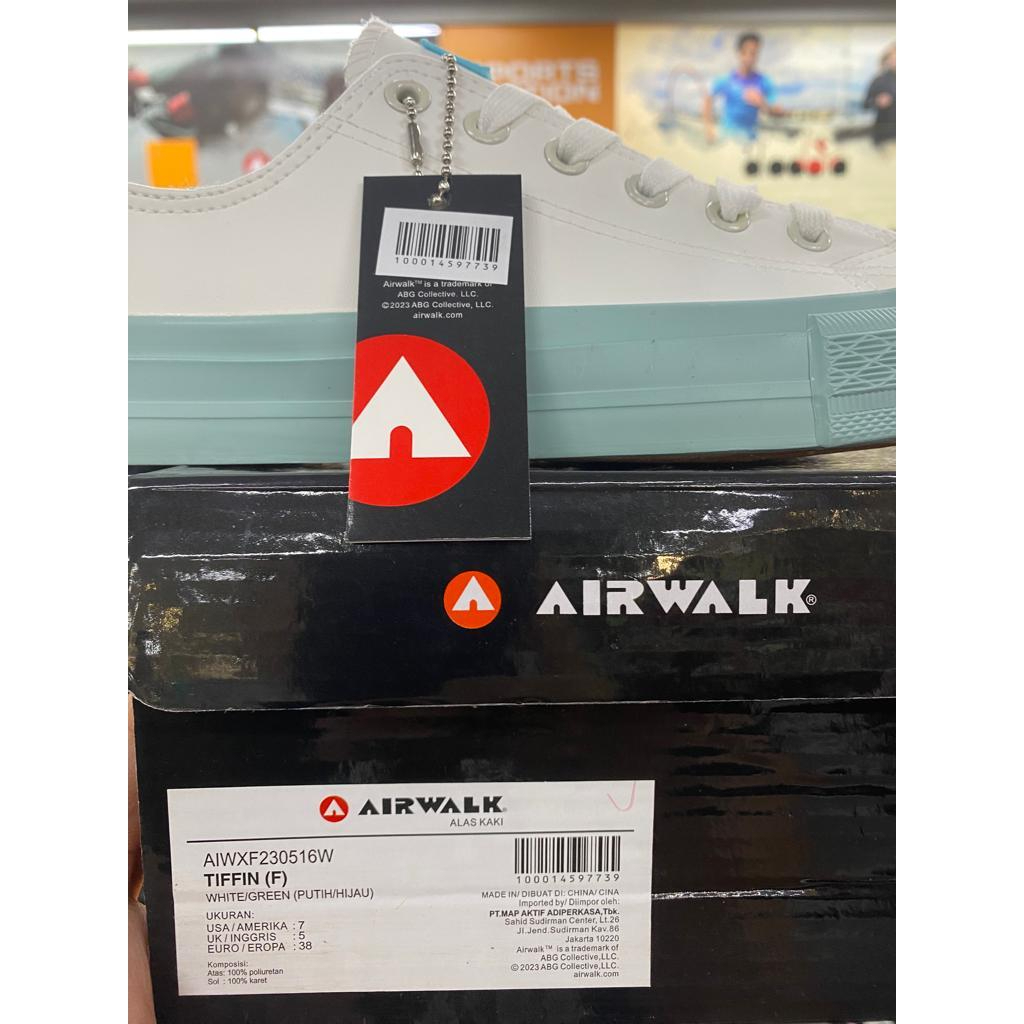 SPORTS
100014597739
Airwalk™ is a trademark of
ABG Collective. LLC.
©2023 ABG Collective, LLC.
airwalk.com
AIRWALK®
AIRWALK®
ALAS KAKI
AIWXF230516W
TIFFIN (F)
WHITE/GREEN (PUTIH/HIJAU)
UKURAN:
USA / AMERIKA : 7
UK / INGGRIS : 5
EURO / EROPA : 38
Komposisi:
Atas: 100% poliuretan
Sol : 100% karet
100014597739
MADE IN/ DIBUAT DI: CHINA/ CINA
Imported by/ Diimpor oleh:
PT.MAP AKTIF ADIPERKASA,Tbk.
Sahid Sudirman Center, Lt.26
Jl.Jend.Sudirman Kav.86
Jakarta 10220
Airwalk™ is a trademark of
ABG Collective,LLC.
© 2023 ABG Collective,LLC.
airwalk.com